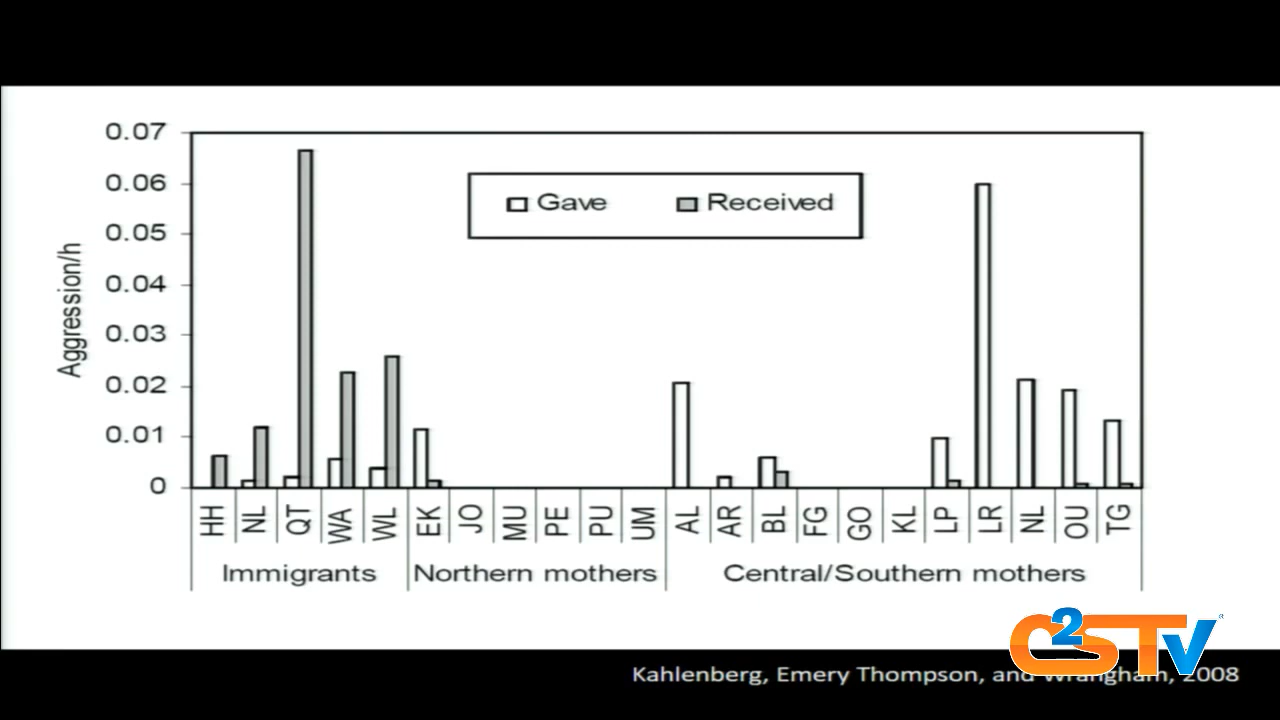 0.07
0.06
0.05
0.04
0.03
0.02
0.01
0
Aggression/h
Gave
Received
HH NL QT WA WL EK JO MU PE PU UM AL AR BL FG GO KL LP LR NL OU TG
Immigrants
Northern mothers
Central/Southern mothers
C2STV
Kahlenberg, Emery Thompson, and Wrangham, 2008